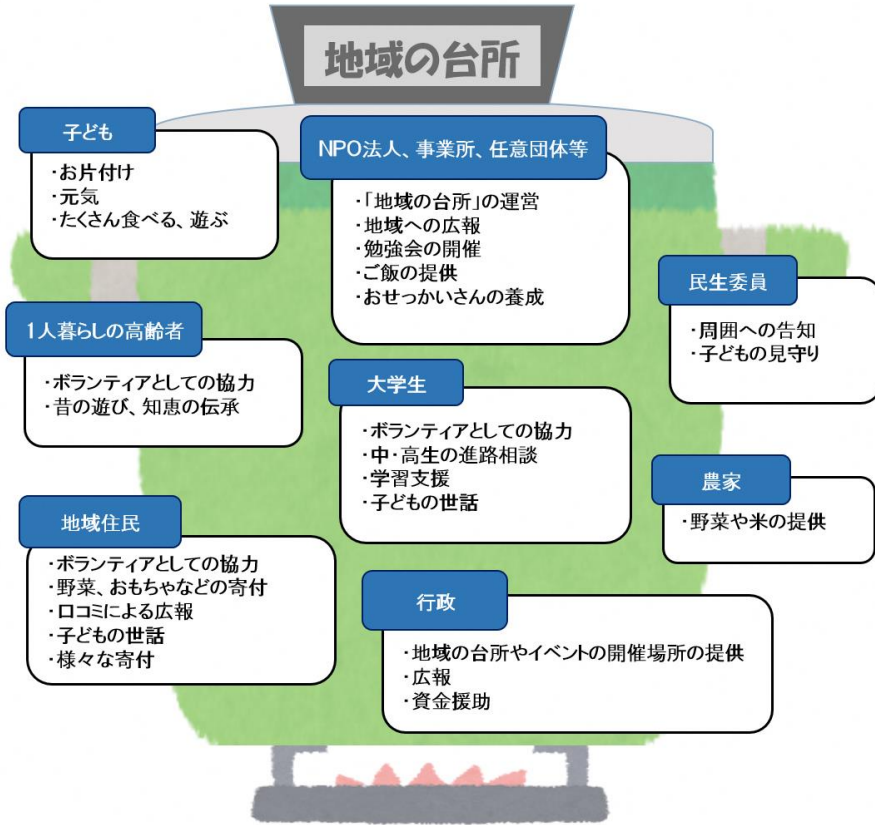 地域の台所
子ども
・お片付け
・元気
・たくさん食べる、遊ぶ
NPO法人、事業所、任意団体等
・「地域の台所」の運営
・地域への広報
・勉強会の開催
・ご飯の提供
・おせっかいさんの養成
民生委員
・周囲への告知
・子どもの見守り
1人暮らしの高齢者
・ボランティアとしての協力
・昔の遊び、知恵の伝承
大学生
・ボランティアとしての協力
・中・高生の進路相談
・学習支援
・子どもの世話
農家
・野菜や米の提供
地域住民
・ボランティアとしての協力
・野菜、おもちゃなどの寄付
・口コミによる広報
・子どもの世話
・様々な寄付
行政
・地域の台所やイベントの開催場所の提供
・広報
・資金援助